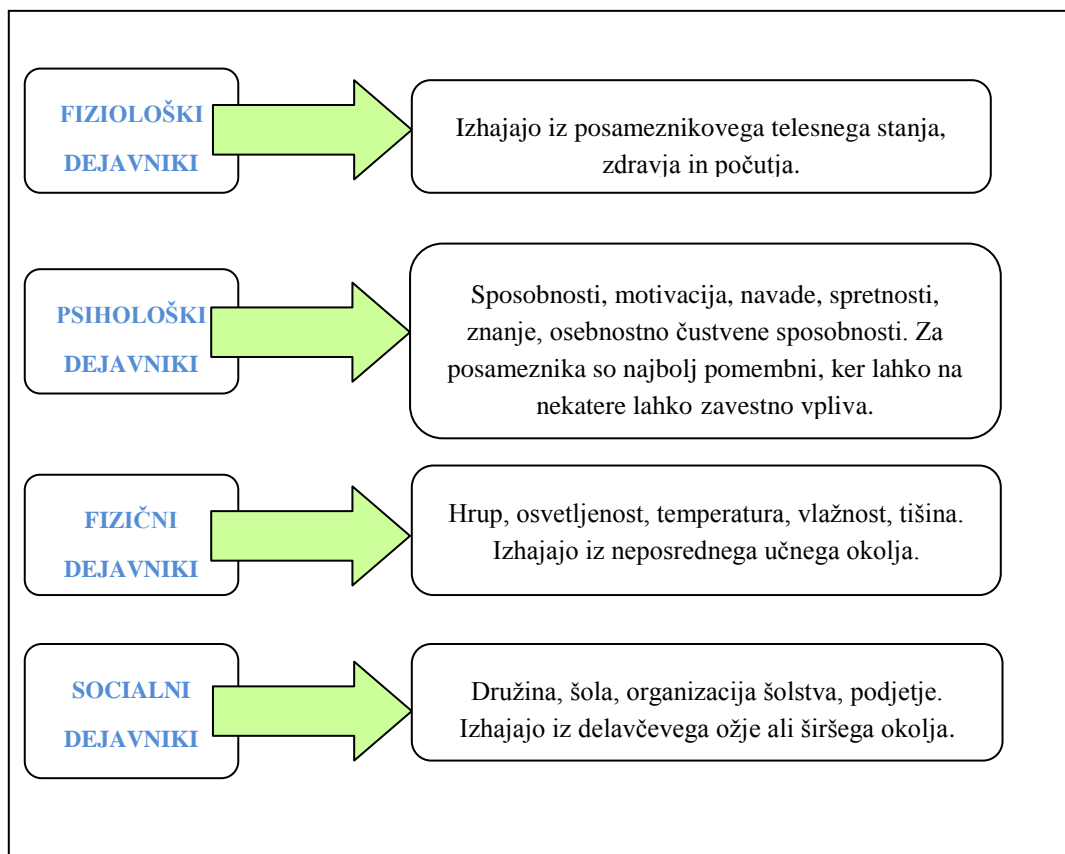 FIZIOLOŠKI
DEJAVNIKI
Izhajajo iz posameznikovega telesnega stanja,
zdravja in počutja.
PSIHOLOŠKI
DEJAVNIKI
Sposobnosti, motivacija, navade, spretnosti,
znanje, osebnostno čustvene sposobnosti. Za
posameznika so najbolj pomembni, ker lahko na
nekatere lahko zavestno vpliva.
FIZIČNI
DEJAVNIKI
Hrup, osvetljenost, temperatura, vlažnost, tišina.
Izhajajo iz neposrednega učnega okolja.
SOCIALNI
DEJAVNIKI
Družina, šola, organizacija šolstva, podjetje.
Izhajajo iz delavčevega ožje ali širšega okolja.